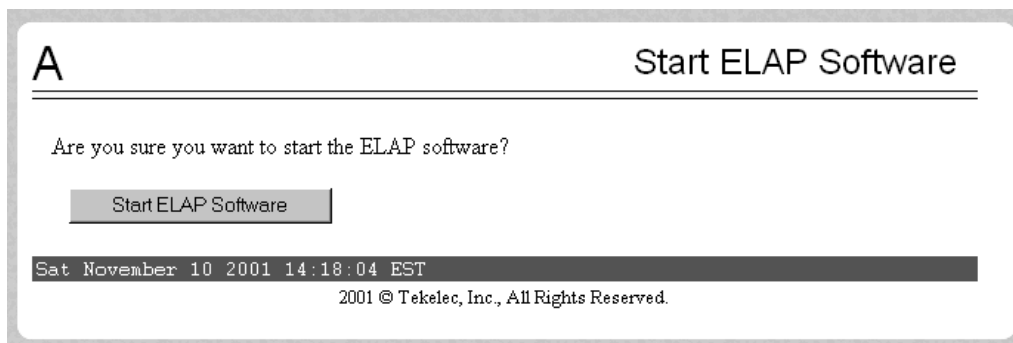 A
Start ELAP Software
Are you sure you want to start the ELAP software?
Start ELAP Software
Sat November 10 2001 14:18:04 EST
2001 © Tekelec, Inc., All Rights Reserved.